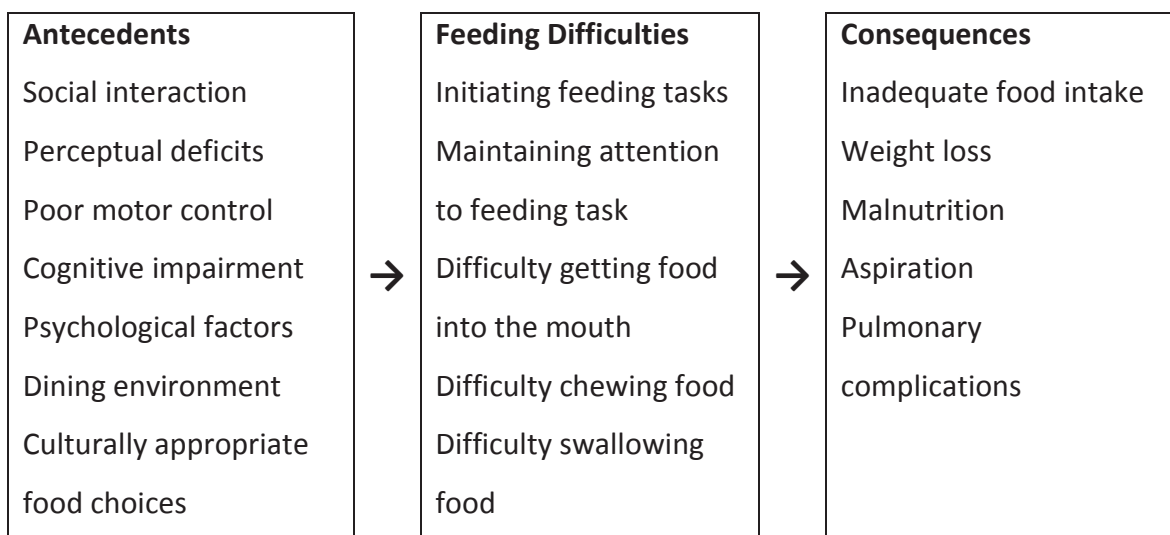 Antecedents
Social interaction
Perceptual deficits
Poor motor control
Cognitive impairment
Psychological factors
Dining environment
Culturally appropriate
food choices
→
Feeding Difficulties
Initiating feeding tasks
Maintaining attention
to feeding task
Difficulty getting food
into the mouth
Difficulty chewing food
Difficulty swallowing
food
→
Consequences
Inadequate food intake
Weight loss
Malnutrition
Aspiration
Pulmonary
complications